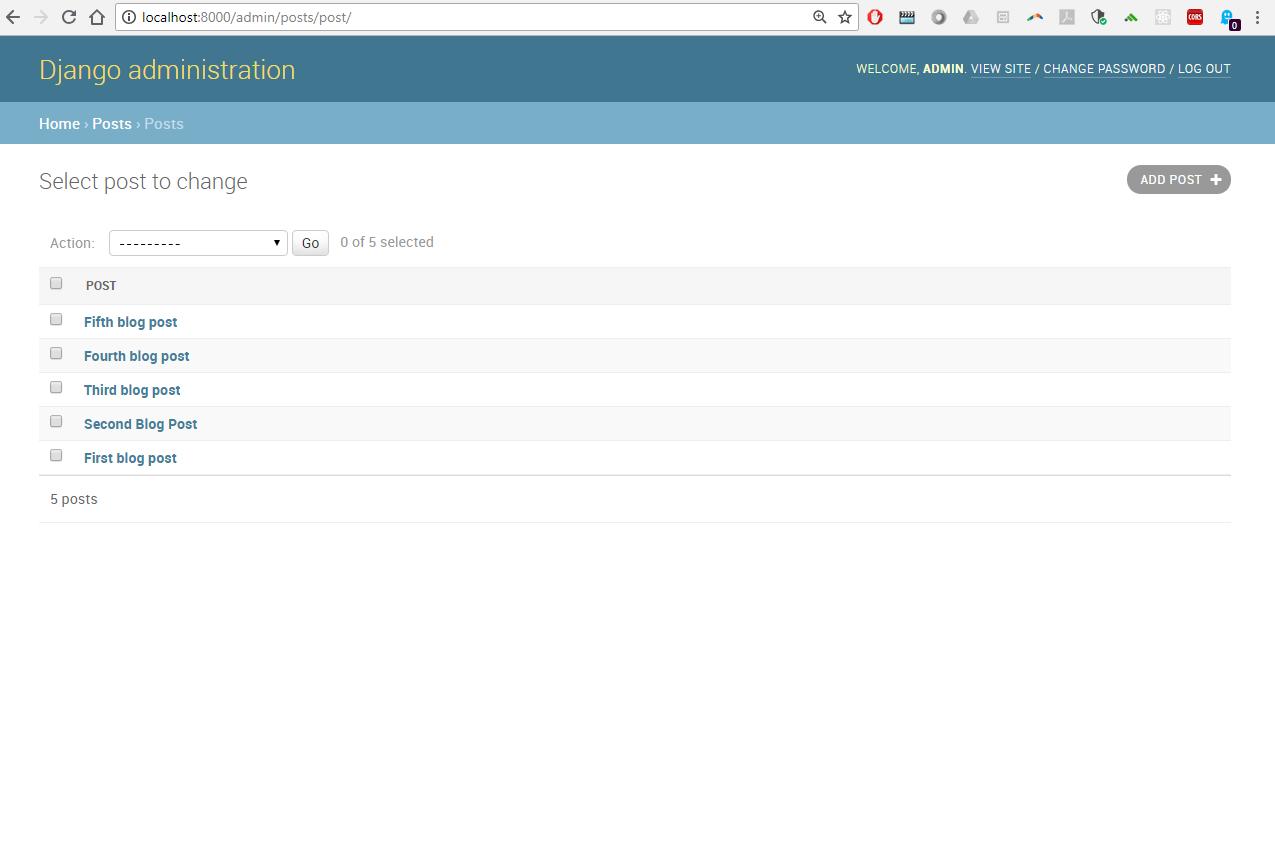 localhost:8000/admin/posts/post/
CORS
0
Django administration
WELCOME, ADMIN. VIEW SITE / CHANGE PASSWORD / LOG OUT
Home › Posts › Posts
Select post to change
ADD POST +
Action: --------- Go 0 of 5 selected
POST
Fifth blog post
Fourth blog post
Third blog post
Second Blog Post
First blog post
5 posts